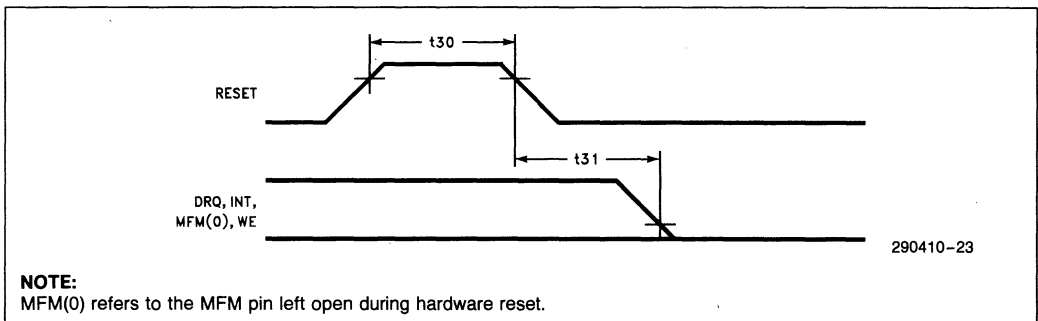 t30
RESET
t31
DRQ, INT,
MFM(0), WE
290410-23
NOTE:
MFM(0) refers to the MFM pin left open during hardware reset.